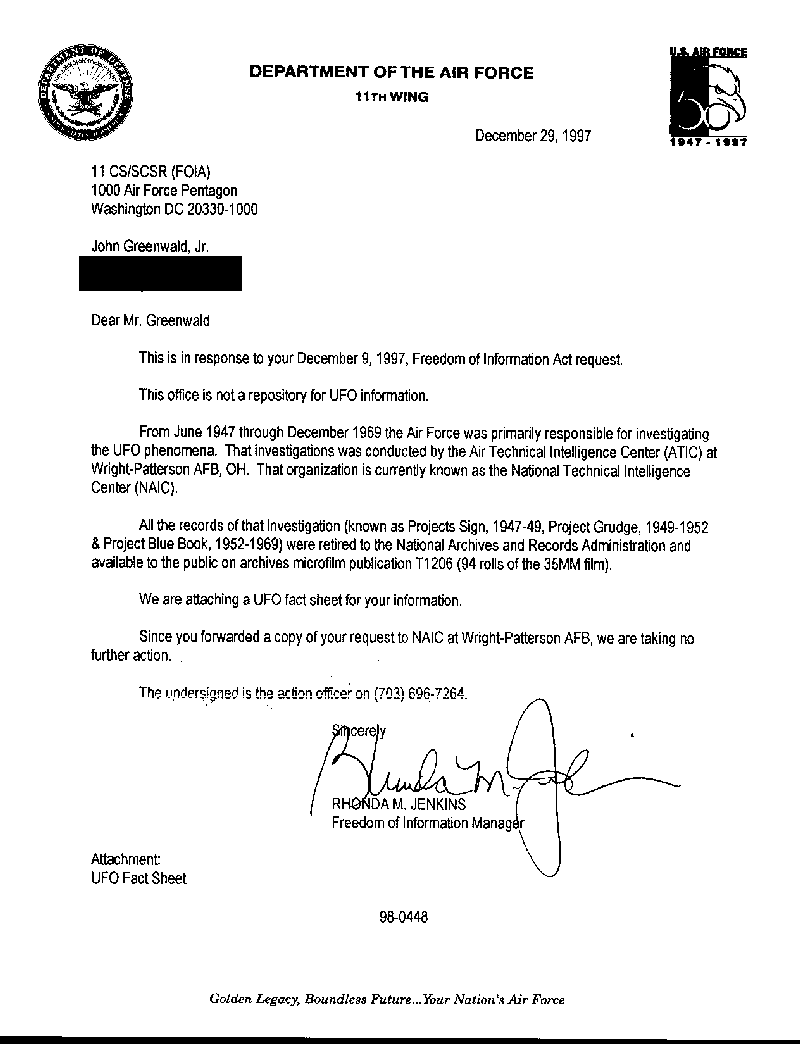 U.S. AIR FORCE
50
1947 - 1997
DEPARTMENT OF THE AIR FORCE
11TH WING
December 29, 1997
11 CS/SCSR (FOIA)
1000 Air Force Pentagon
Washington DC 20330-1000
John Greenwald, Jr.
Dear Mr. Greenwald
This is in response to your December 9, 1997, Freedom of Information Act request.
This office is not a repository for UFO information.
From June 1947 through December 1969 the Air Force was primarily responsible for investigating
the UFO phenomena. That investigations was conducted by the Air Technical Intelligence Center (ATIC) at
Wright-Patterson AFB, OH. That organization is currently known as the National Technical Intelligence
Center (NAIC).
All the records of that Investigation (known as Projects Sign, 1947-49, Project Grudge, 1949-1952
& Project Blue Book, 1952-1969) were retired to the National Archives and Records Administration and
available to the public on archives microfilm publication T1206 (94 rolls of the 35MM film).
We are attaching a UFO fact sheet for your information.
Since you forwarded a copy of your request to NAIC at Wright-Patterson AFB, we are taking no
further action.
The undersigned is the action officer on (703) 696-7264.
Sincerely
RHONDA M. JENKINS
Freedom of Information Manager
Attachment:
UFO Fact Sheet
98-0448
Golden Legacy, Boundless Future...Your Nation's Air Force